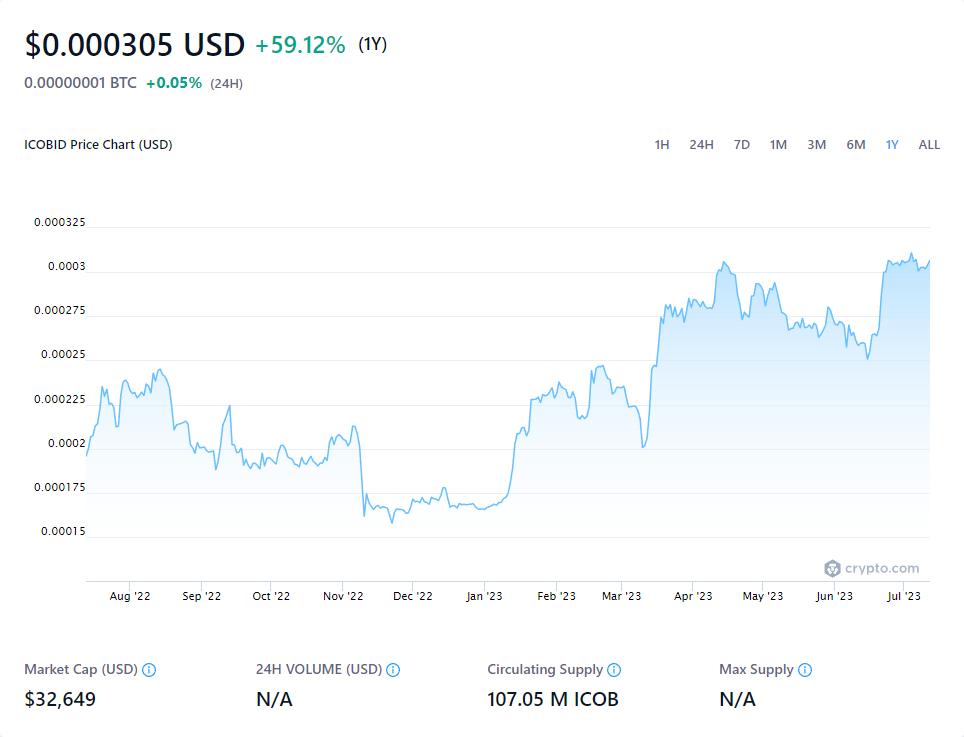 $0.000305 USD +59.12% (1Y)
0.00000001 BTC +0.05% (24H)
ICOBID Price Chart (USD) 1H 24H 7D 1M 3M 6M 1Y ALL
0.000325
0.0003
0.000275
0.00025
0.000225
0.0002
0.000175
0.00015
crypto.com
Aug '22 Sep '22 Oct '22 Nov '22 Dec '22 Jan '23 Feb '23 Mar '23 Apr '23 May '23 Jun '23 Jul '23
Market Cap (USD) 24H VOLUME (USD) Circulating Supply Max Supply
$32,649 N/A 107.05 M ICOB N/A